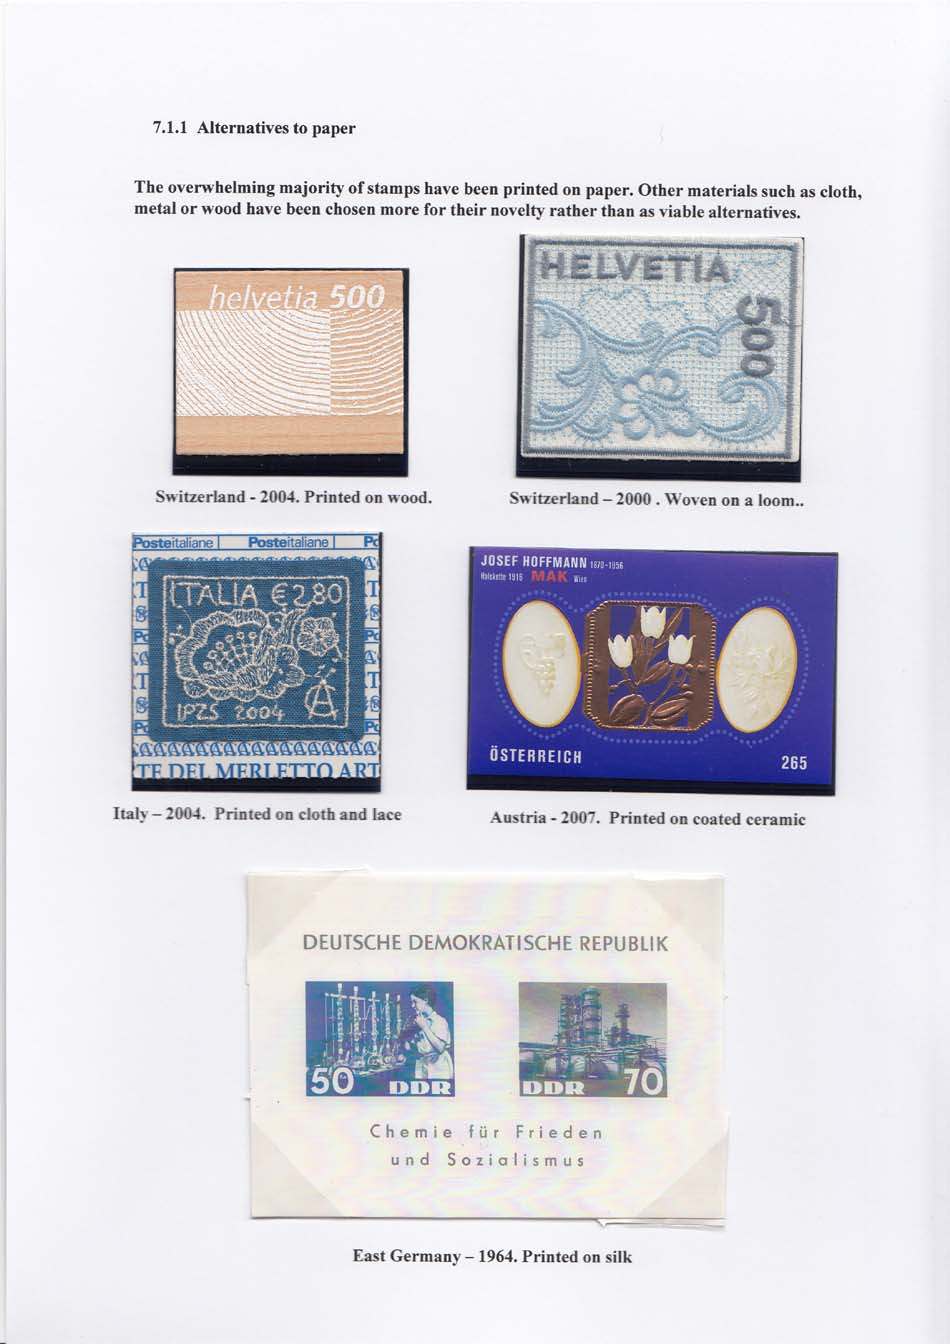 7.1.1 Alternatives to paper
The overwhelming majority of stamps have been printed on paper. Other materials such as cloth,
metal or wood have been chosen more for their novelty rather than as viable alternatives.
helvetia 500
HELVETIA
500
Switzerland - 2004. Printed on wood.
Switzerland – 2000 . Woven on a loom..
Posteitaliane
Posteitaliane
ITALIA €2,80
IPZS 2004
TE DEL MERLETTO ART
JOSEF HOFFMANN 1870-1956
Halskette 1916 MAK Wien
ÖSTERREICH
265
Italy – 2004. Printed on cloth and lace
Austria - 2007. Printed on coated ceramic
DEUTSCHE DEMOKRATISCHE REPUBLIK
50 DDR
DDR 70
Chemie für Frieden
und Sozialismus
East Germany – 1964. Printed on silk